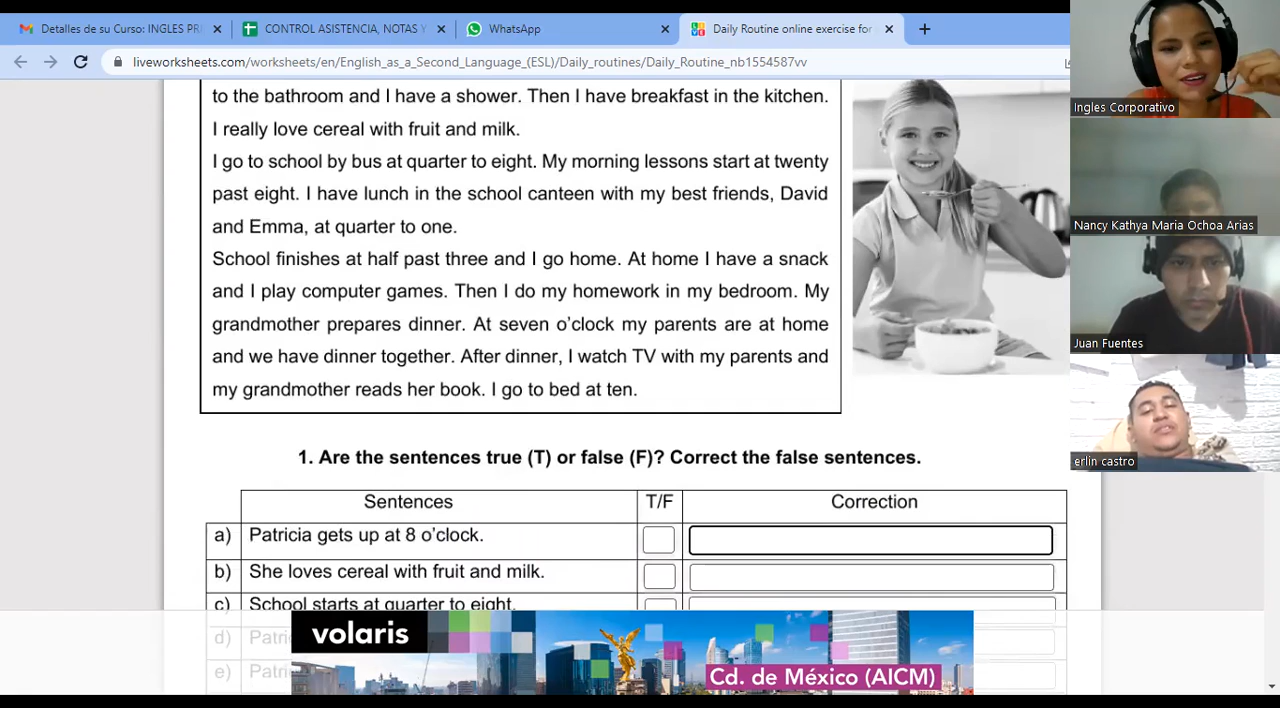 Detalles de su Curso: INGLES PRI
CONTROL ASISTENCIA, NOTAS Y
WhatsApp
Daily Routine online exercise for
liveworksheets.com/worksheets/en/English_as_a_Second_Language_(ESL)/Daily_routines/Daily_Routine_nb1554587vv
to the bathroom and I have a shower. Then I have breakfast in the kitchen.
I really love cereal with fruit and milk.
I go to school by bus at quarter to eight. My morning lessons start at twenty
past eight. I have lunch in the school canteen with my best friends, David
and Emma, at quarter to one.
School finishes at half past three and I go home. At home I have a snack
and I play computer games. Then I do my homework in my bedroom. My
grandmother prepares dinner. At seven o’clock my parents are at home
and we have dinner together. After dinner, I watch TV with my parents and
my grandmother reads her book. I go to bed at ten.
1. Are the sentences true (T) or false (F)? Correct the false sentences.
Sentences T/F Correction
a) Patricia gets up at 8 o’clock.
b) She loves cereal with fruit and milk.
c) School starts at quarter to eight.
d) Patri
e) Patri
volaris
Cd. de México (AICM)
Ingles Corporativo
Nancy Kathya Maria Ochoa Arias
Juan Fuentes
erlin castro